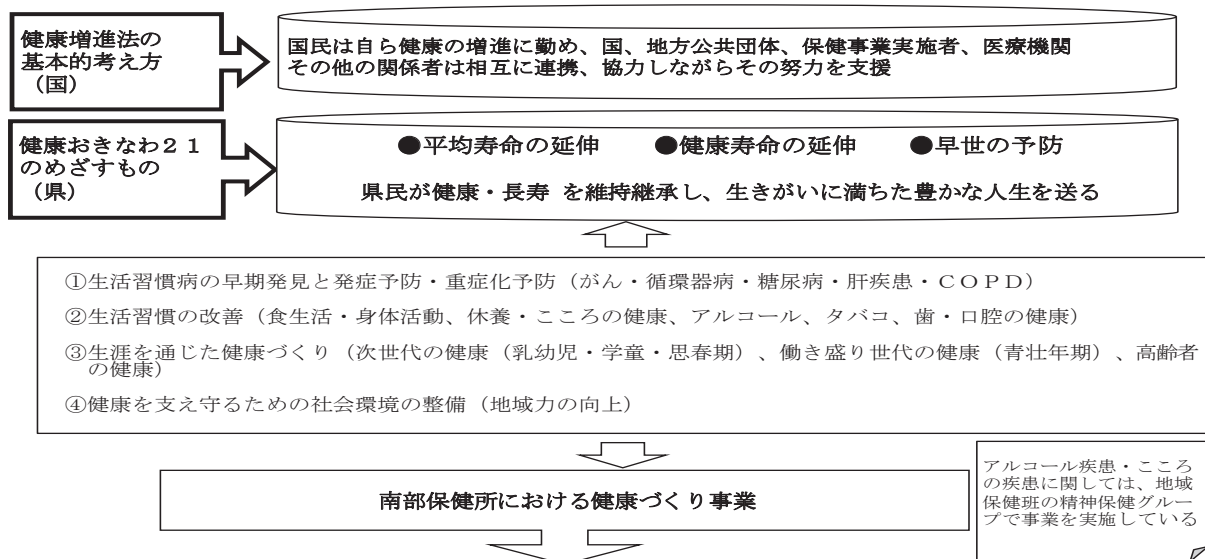 健康増進法の
基本的考え方
（国）
国民は自ら健康の増進に勤め、国、地方公共団体、保健事業実施者、医療機関
その他の関係者は相互に連携、協力しながらその努力を支援
健康おきなわ２１
のめざすもの
（県）
●平均寿命の延伸　●健康寿命の延伸　●早世の予防
県民が健康・長寿 を維持継承し、生きがいに満ちた豊かな人生を送る
①生活習慣病の早期発見と発症予防・重症化予防（がん・循環器病・糖尿病・肝疾患・ＣＯＰＤ）
②生活習慣の改善（食生活・身体活動、休養・こころの健康、アルコール、タバコ、歯・口腔の健康）
③生涯を通じた健康づくり（次世代の健康（乳幼児・学童・思春期）、働き盛り世代の健康（青壮年期）、高齢者
の健康）
④健康を支え守るための社会環境の整備（地域力の向上）
南部保健所における健康づくり事業
アルコール疾患・こころ
の疾患に関しては、地域
保健班の精神保健グルー
プで事業を実施している